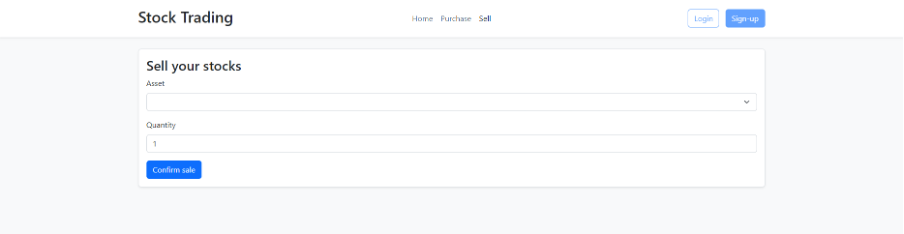 Stock Trading
Home Purchase Sell
Login Sign-up
Sell your stocks
Asset
Quantity
1
Confirm sale